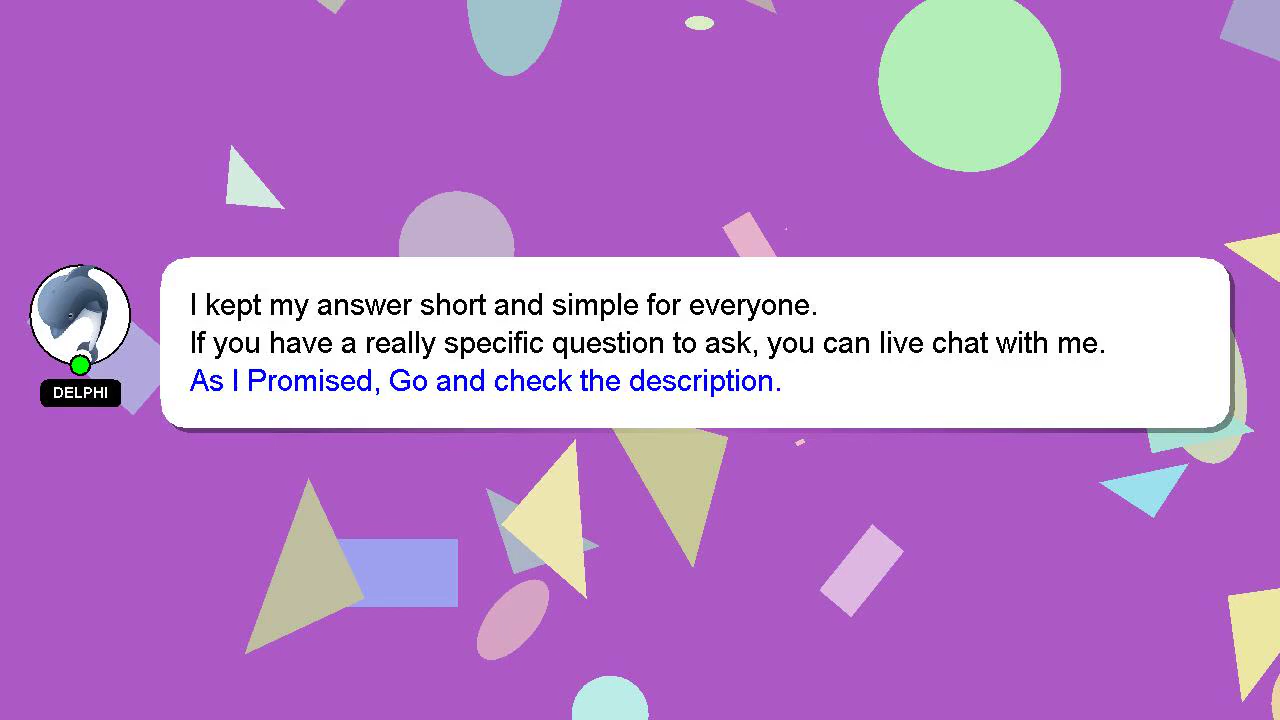 I kept my answer short and simple for everyone.
If you have a really specific question to ask, you can live chat with me.
As I Promised, Go and check the description.
DELPHI